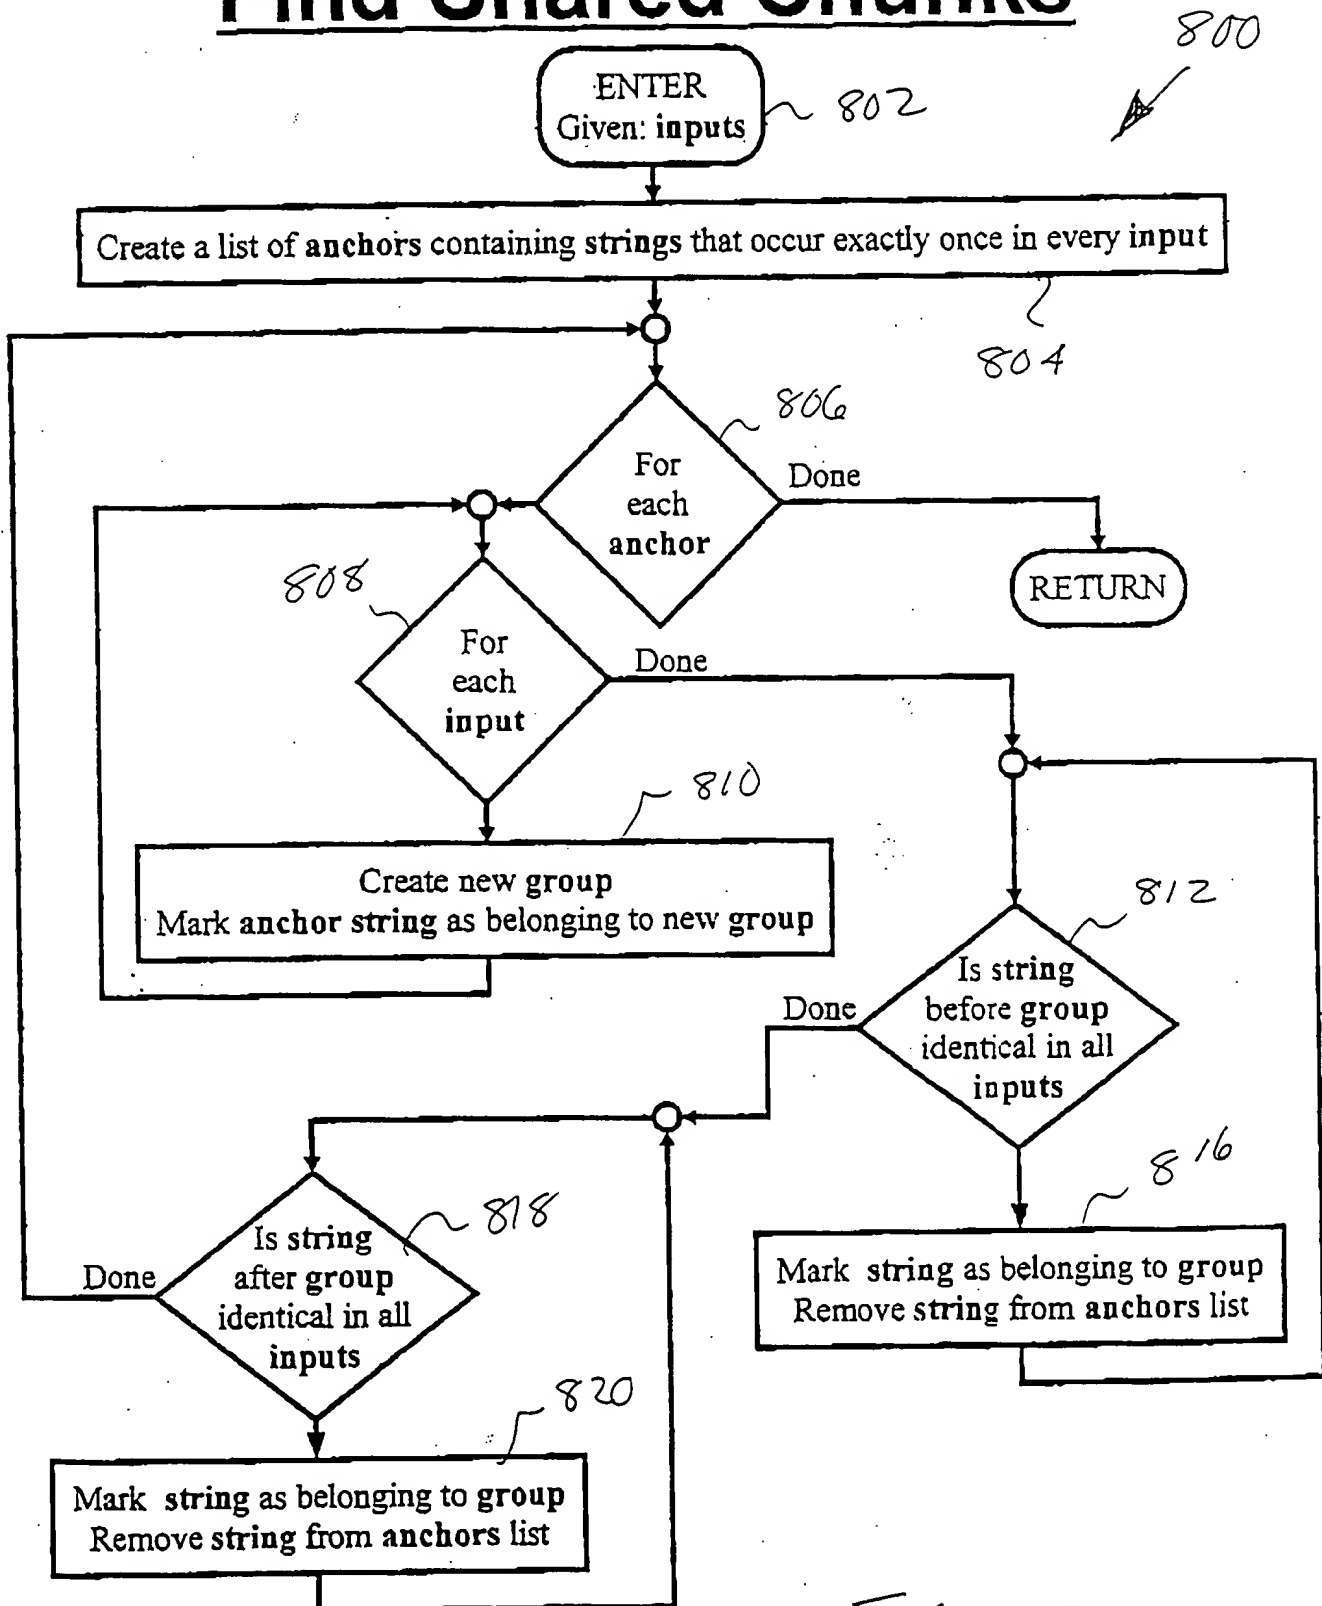 Find Shared Chunks
800
ENTER
Given: inputs
802
Create a list of anchors containing strings that occur exactly once in every input
804
806
For
each
anchor
Done
RETURN
808
For
each
input
Done
810
Create new group
Mark anchor string as belonging to new group
812
Is string
before group
identical in all
inputs
Done
816
Mark string as belonging to group
Remove string from anchors list
818
Is string
after group
identical in all
inputs
Done
820
Mark string as belonging to group
Remove string from anchors list